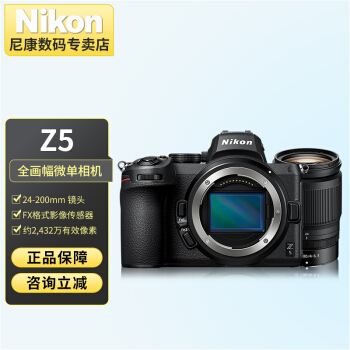 Nikon
尼康数码专卖店
Z5
全画幅微单相机
24-200mm 镜头
FX格式影像传感器
约2,432万有效像素
正品保障
咨询立减
Nikon
Z
5